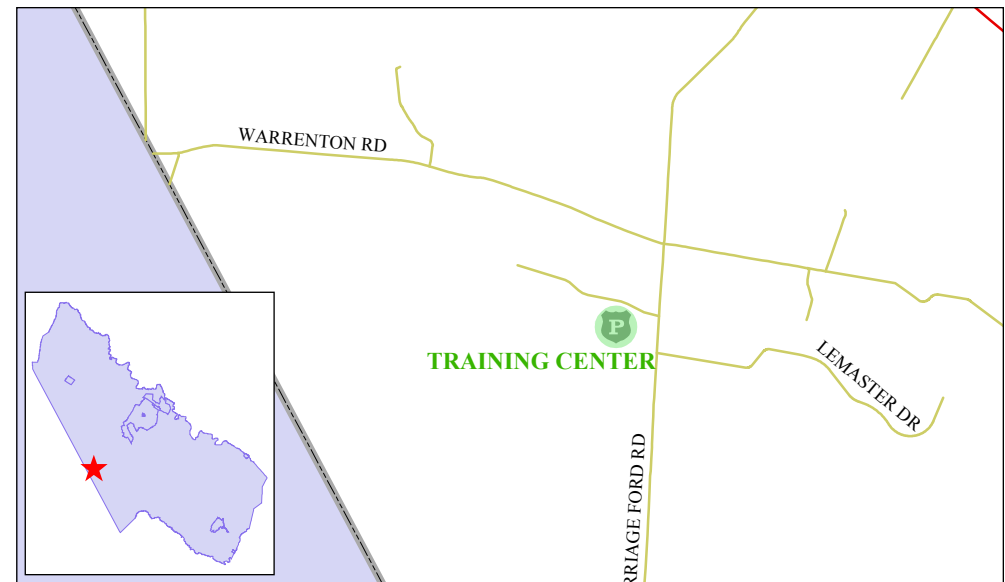 WARRENTON RD
P
TRAINING CENTER
LEMASTER DR
RRIAGE FORD RD